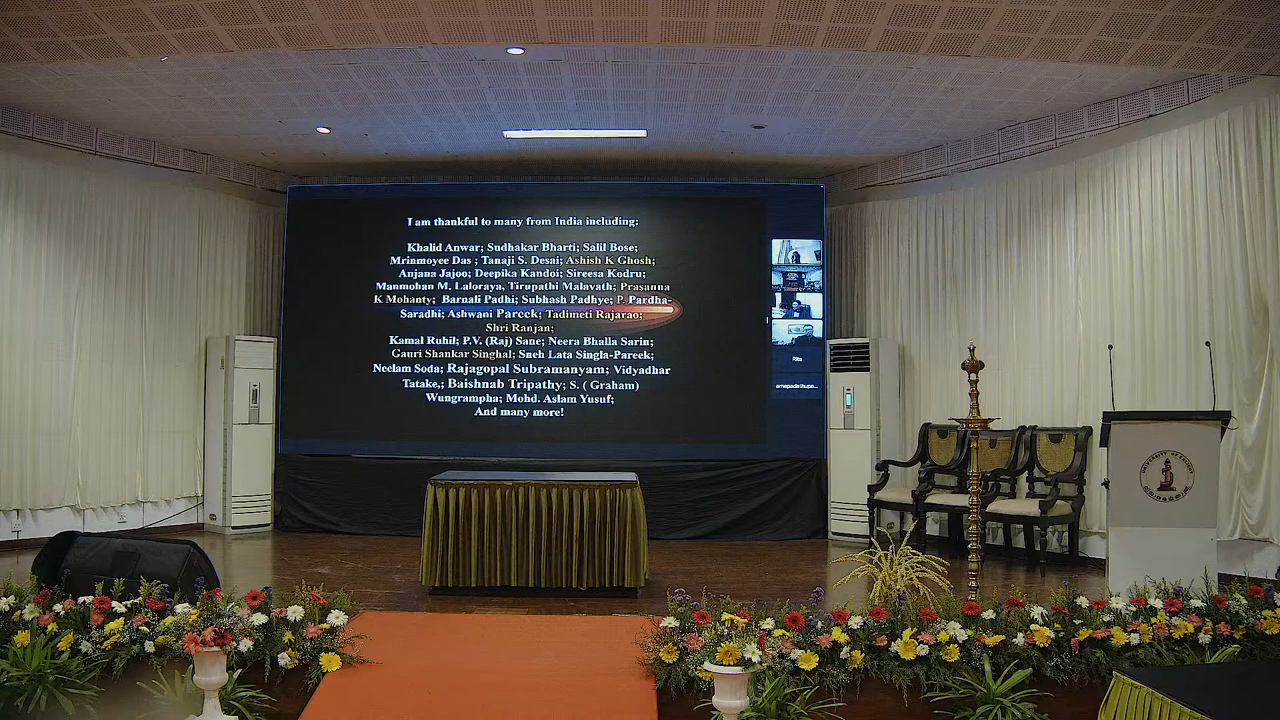 I am thankful to many from India including:
Khalid Anwar; Sudhakar Bharti; Salil Bose;
Mrinmoyee Das ; Tanaji S. Desai; Ashish K Ghosh;
Anjana Jajoo; Deepika Kandoi; Sireesa Kodru;
Manmohan M. Laloraya, Tirupathi Malavath; Prasanna
K Mohanty; Barnali Padhi; Subhash Padhye; P. Pardha-
Saradhi; Ashwani Pareek; Tadimeti Rajarao;
Shri Ranjan;
Kamal Ruhil; P.V. (Raj) Sane; Neera Bhalla Sarin;
Gauri Shankar Singhal; Sneh Lata Singla-Pareek;
Neelam Soda; Rajagopal Subramanyam; Vidyadhar
Tatake,; Baishnab Tripathy; S. ( Graham)
Wungrampha; Mohd. Aslam Yusuf;
And many more!
Rita
UNIVERSITY OF